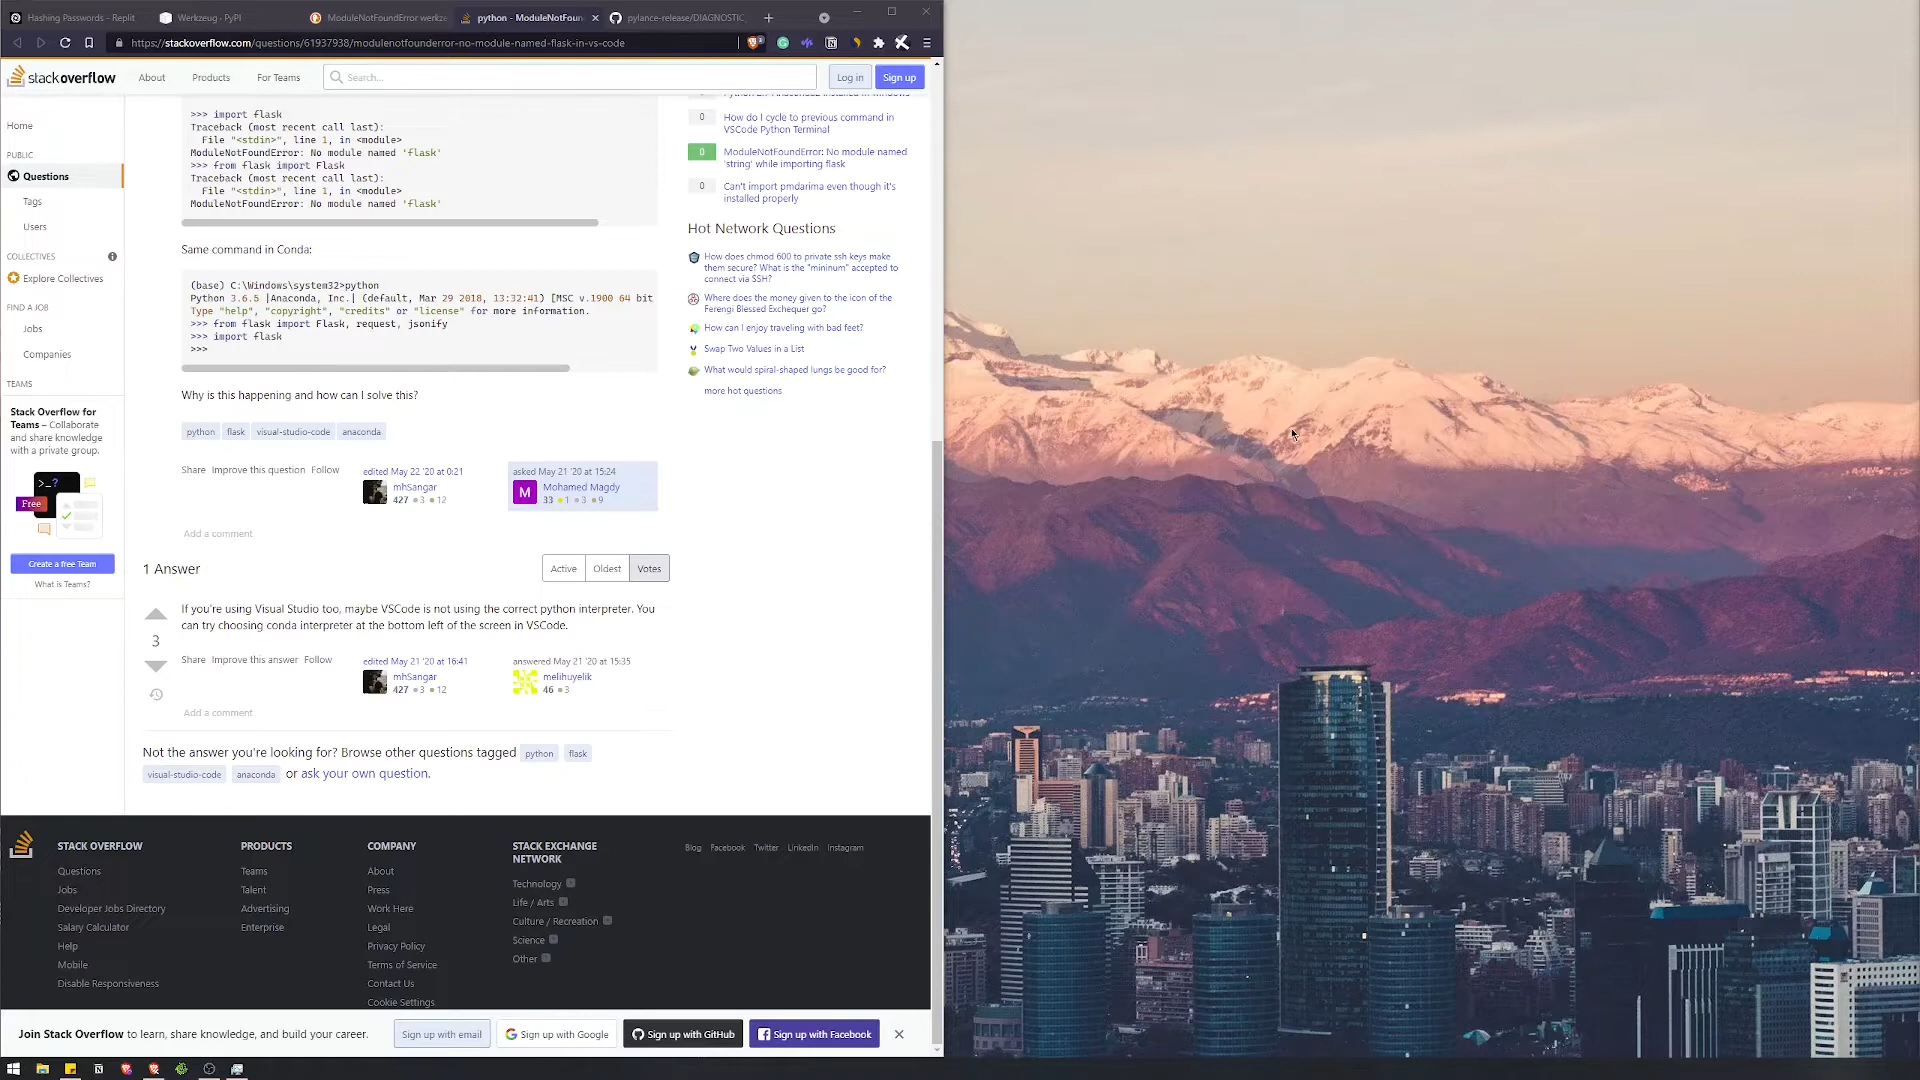 Hashing Passwords - Replit
Werkzeug · PyPI
ModuleNotFoundError werkze
python - ModuleNotFoun
pylance-release/DIAGNOSTIC
https://stackoverflow.com/questions/61937938/modulenotfounderror-no-module-named-flask-in-vs-code
stackoverflow
About
Products
For Teams
Search...
Log in
Sign up
Home
PUBLIC
Questions
Tags
Users
COLLECTIVES
Explore Collectives
FIND A JOB
Jobs
Companies
TEAMS
Stack Overflow for
Teams – Collaborate
and share knowledge
with a private group.
>_?
Free
Create a free Team
What is Teams?
>>> import flask
Traceback (most recent call last):
File "<stdin>", line 1, in <module>
ModuleNotFoundError: No module named 'flask'
>>> from flask import Flask
Traceback (most recent call last):
File "<stdin>", line 1, in <module>
ModuleNotFoundError: No module named 'flask'
Same command in Conda:
(base) C:\Windows\system32>python
Python 3.6.5 |Anaconda, Inc.| (default, Mar 29 2018, 13:32:41) [MSC v.1900 64 bit
Type "help", "copyright", "credits" or "license" for more information.
>>> from flask import Flask, request, jsonify
>>> import flask
>>>
Why is this happening and how can I solve this?
python flask visual-studio-code anaconda
Share Improve this question Follow
edited May 22 '20 at 0:21
mhSangar
427 3 12
asked May 21 '20 at 15:24
M
Mohamed Magdy
33 1 3 9
Add a comment
1 Answer
Active Oldest Votes
3
If you're using Visual Studio too, maybe VSCode is not using the correct python interpreter. You
can try choosing conda interpreter at the bottom left of the screen in VSCode.
Share Improve this answer Follow
edited May 21 '20 at 16:41
mhSangar
427 3 12
answered May 21 '20 at 15:35
melihuyelik
46 3
Add a comment
Not the answer you're looking for? Browse other questions tagged python flask
visual-studio-code anaconda or ask your own question.
0
How do I cycle to previous command in
VSCode Python Terminal
0
ModuleNotFoundError: No module named
'string' while importing flask
0
Can't import pmdarima even though it's
installed properly
Hot Network Questions
How does chmod 600 to private ssh keys make
them secure? What is the "mininum" accepted to
connect via SSH?
Where does the money given to the icon of the
Ferengi Blessed Exchequer go?
How can I enjoy traveling with bad feet?
Swap Two Values in a List
What would spiral-shaped lungs be good for?
more hot questions
STACK OVERFLOW
Questions
Jobs
Developer Jobs Directory
Salary Calculator
Help
Mobile
Disable Responsiveness
PRODUCTS
Teams
Talent
Advertising
Enterprise
COMPANY
About
Press
Work Here
Legal
Privacy Policy
Terms of Service
Contact Us
Cookie Settings
STACK EXCHANGE
NETWORK
Technology
Life / Arts
Culture / Recreation
Science
Other
Blog Facebook Twitter LinkedIn Instagram
Join Stack Overflow to learn, share knowledge, and build your career.
Sign up with email
Sign up with Google
Sign up with GitHub
Sign up with Facebook